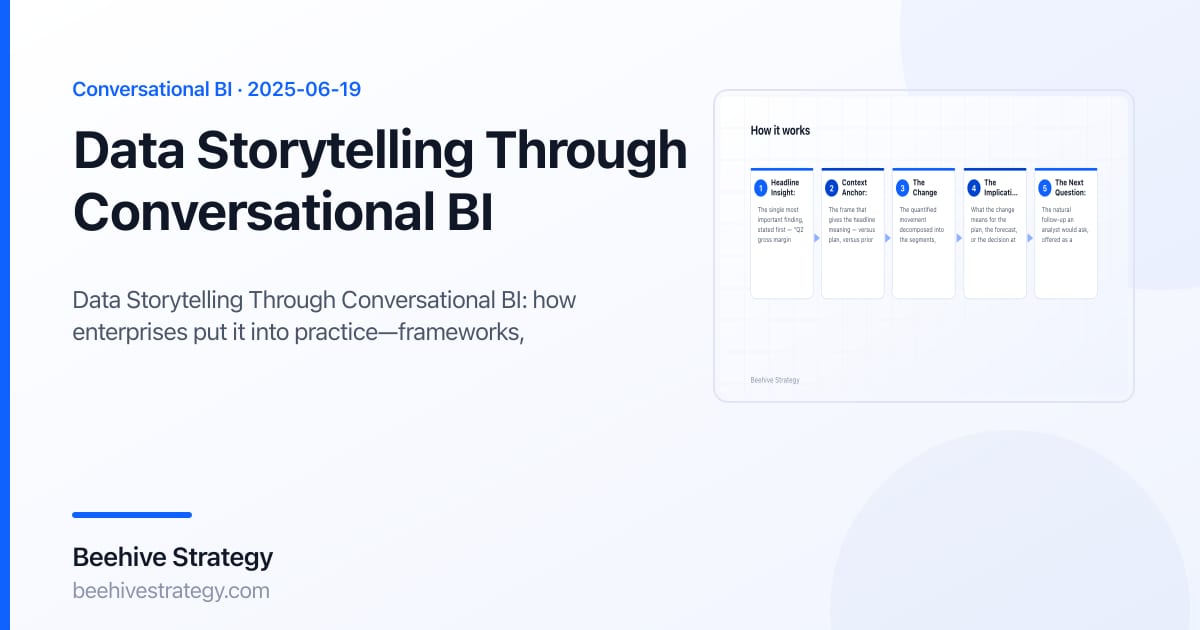 Conversational BI · 2025-06-19
Data Storytelling Through
Conversational BI
Data Storytelling Through Conversational BI: how
enterprises put it into practice—frameworks,
Beehive Strategy
beehivestrategy.com
How it works
1
Headline
Insight:
The single most
important finding,
stated first — "Q2
gross margin
2
Context
Anchor:
The frame that
gives the headline
meaning — versus
plan, versus prior
3
The
Change
The quantified
movement
decomposed into
the segments,
4
The
Implicati...
What the change
means for the
plan, the forecast,
or the decision at
5
The Next
Question:
The natural
follow-up an
analyst would ask,
offered as a
Beehive Strategy